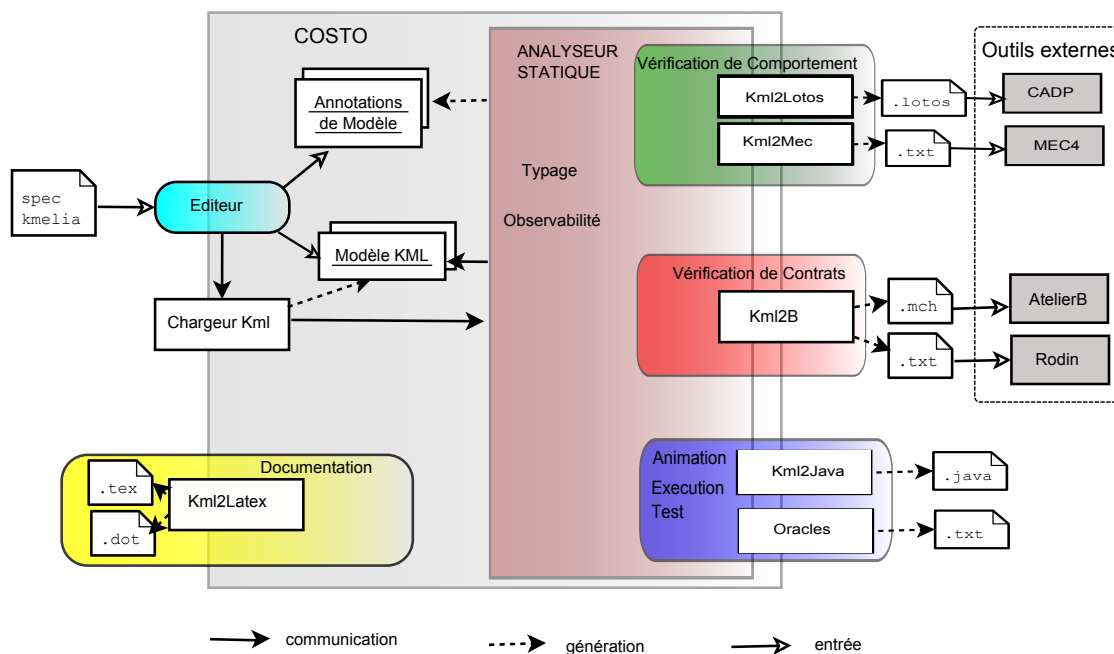 COSTO
ANALYSEUR
STATIQUE
Vérification de Comportement
Outils externes
Annotations
de Modèle
Kml2Lotos
.lotos
CADP
Kml2Mec
.txt
MEC4
Typage
spec
kmelia
Editeur
Observabilité
Modèle KML
Vérification de Contrats
Chargeur Kml
Kml2B
.mch
AtelierB
.txt
Rodin
Documentation
.tex
Kml2Latex
.dot
Animation
Execution
Test
Kml2Java
.java
Oracles
.txt
communication
génération
entrée